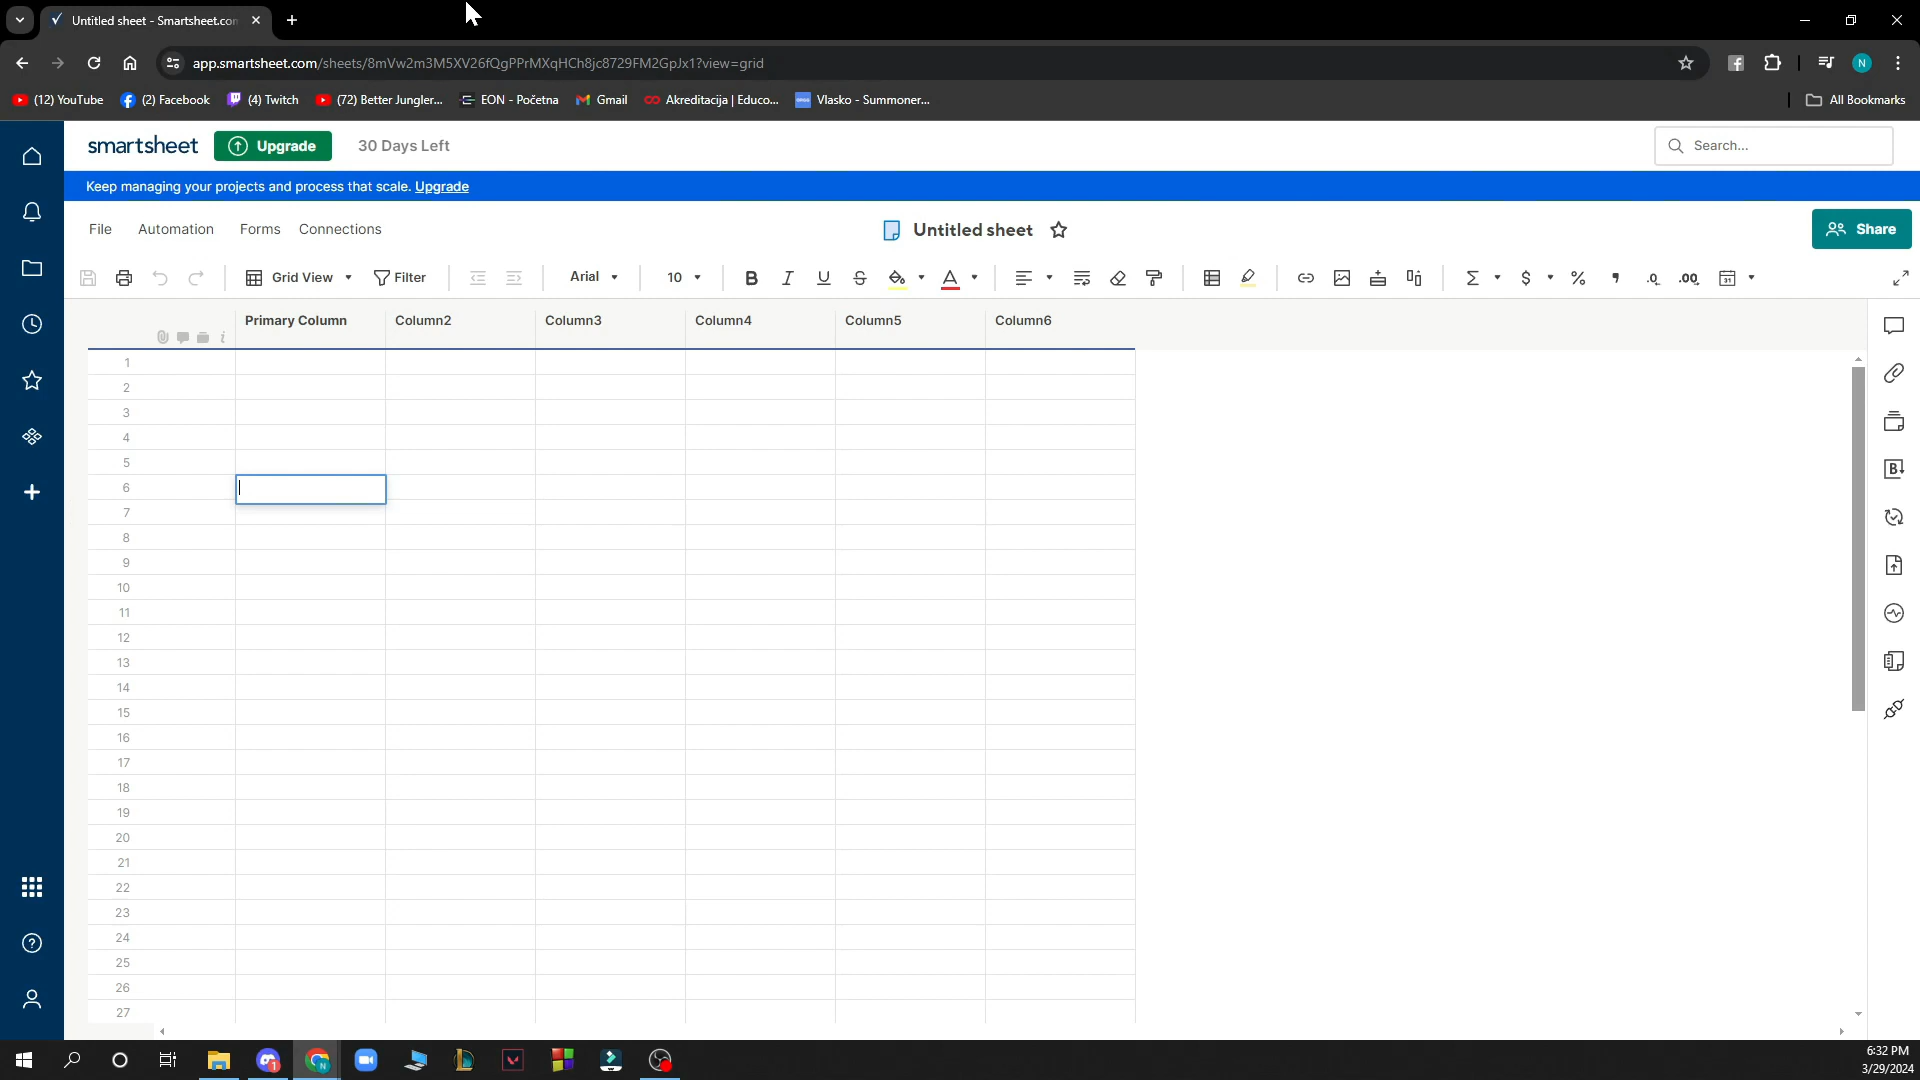 Untitled sheet - Smartsheet.con
app.smartsheet.com/sheets/8mVw2m3M5XV26fQgPPrMXqHCh8jc8729FM2GpJx1?view=grid
N
(12) YouTube (2) Facebook (4) Twitch (72) Better Jungler... EON - Početna Gmail Akreditacija | Educo... Vlasko - Summoner... All Bookmarks
smartsheet Upgrade 30 Days Left Search...
Keep managing your projects and process that scale. Upgrade
File Automation Forms Connections Untitled sheet Share
Grid View Filter Arial 10 B I U S A Σ $ % , .0 .00 31
Primary Column Column2 Column3 Column4 Column5 Column6
1
2
3
4
5
6
7
8
9
10
11
12
13
14
15
16
17
18
19
20
21
22
23
24
25
26
27
6:32 PM
3/29/2024